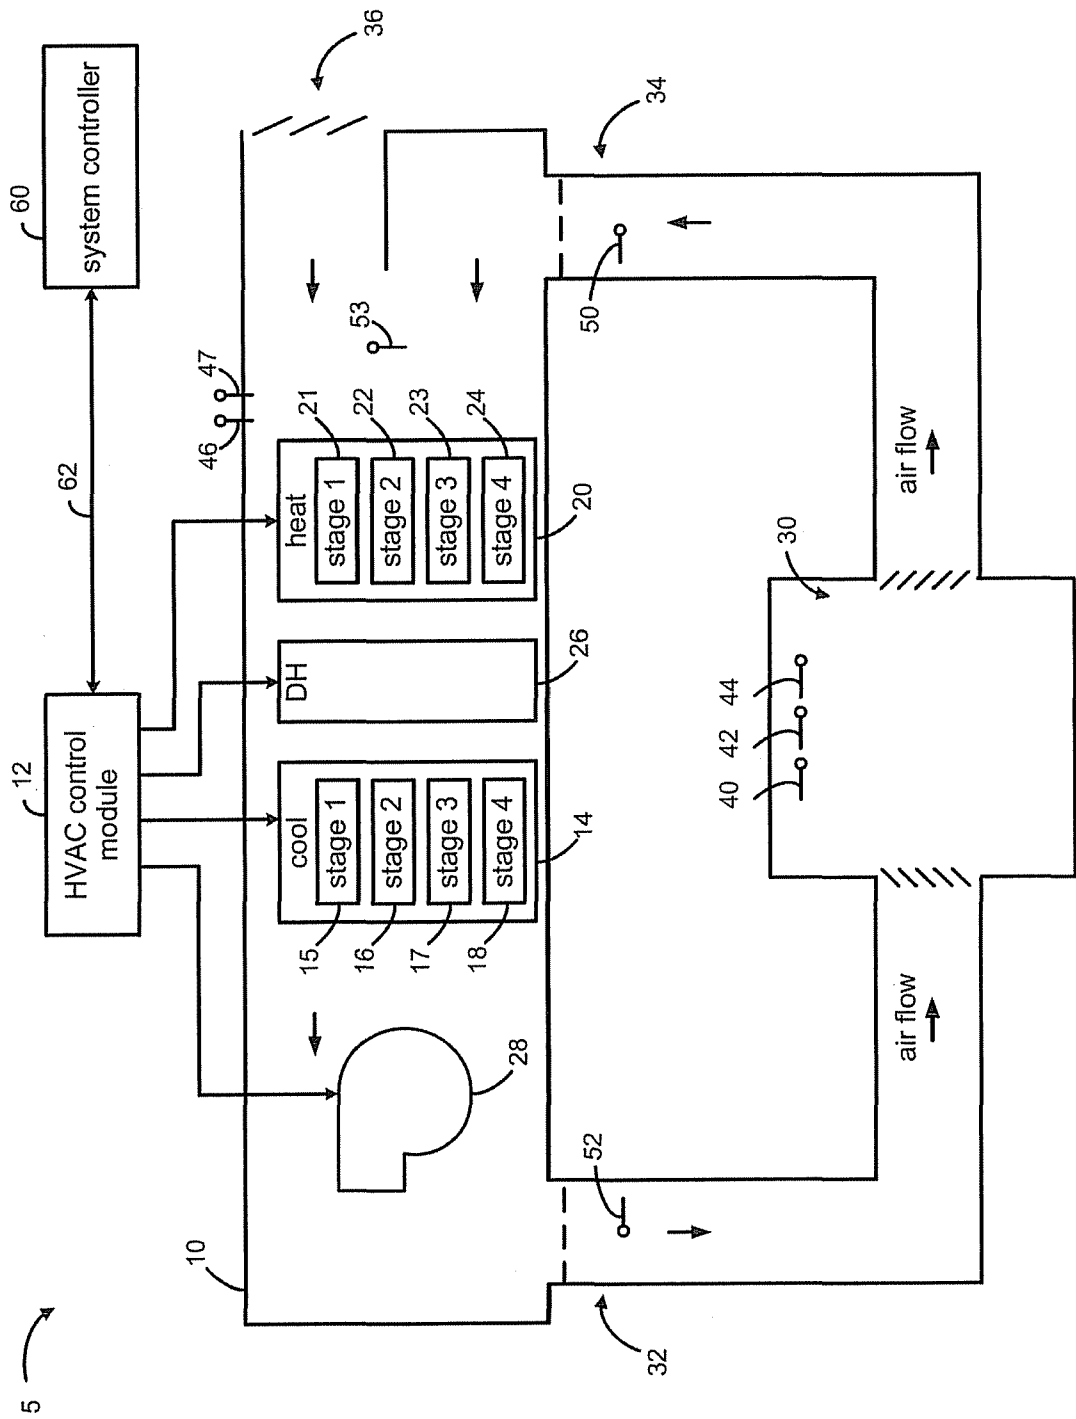 5
10
12
HVAC control
module
62
60
system controller
36
46
47
28
cool
stage 1
stage 2
stage 3
stage 4
15
16
17
18
14
DH
26
heat
stage 1
stage 2
stage 3
stage 4
21
22
23
24
20
53
32
52
50
34
air flow
40
42
44
30
air flow